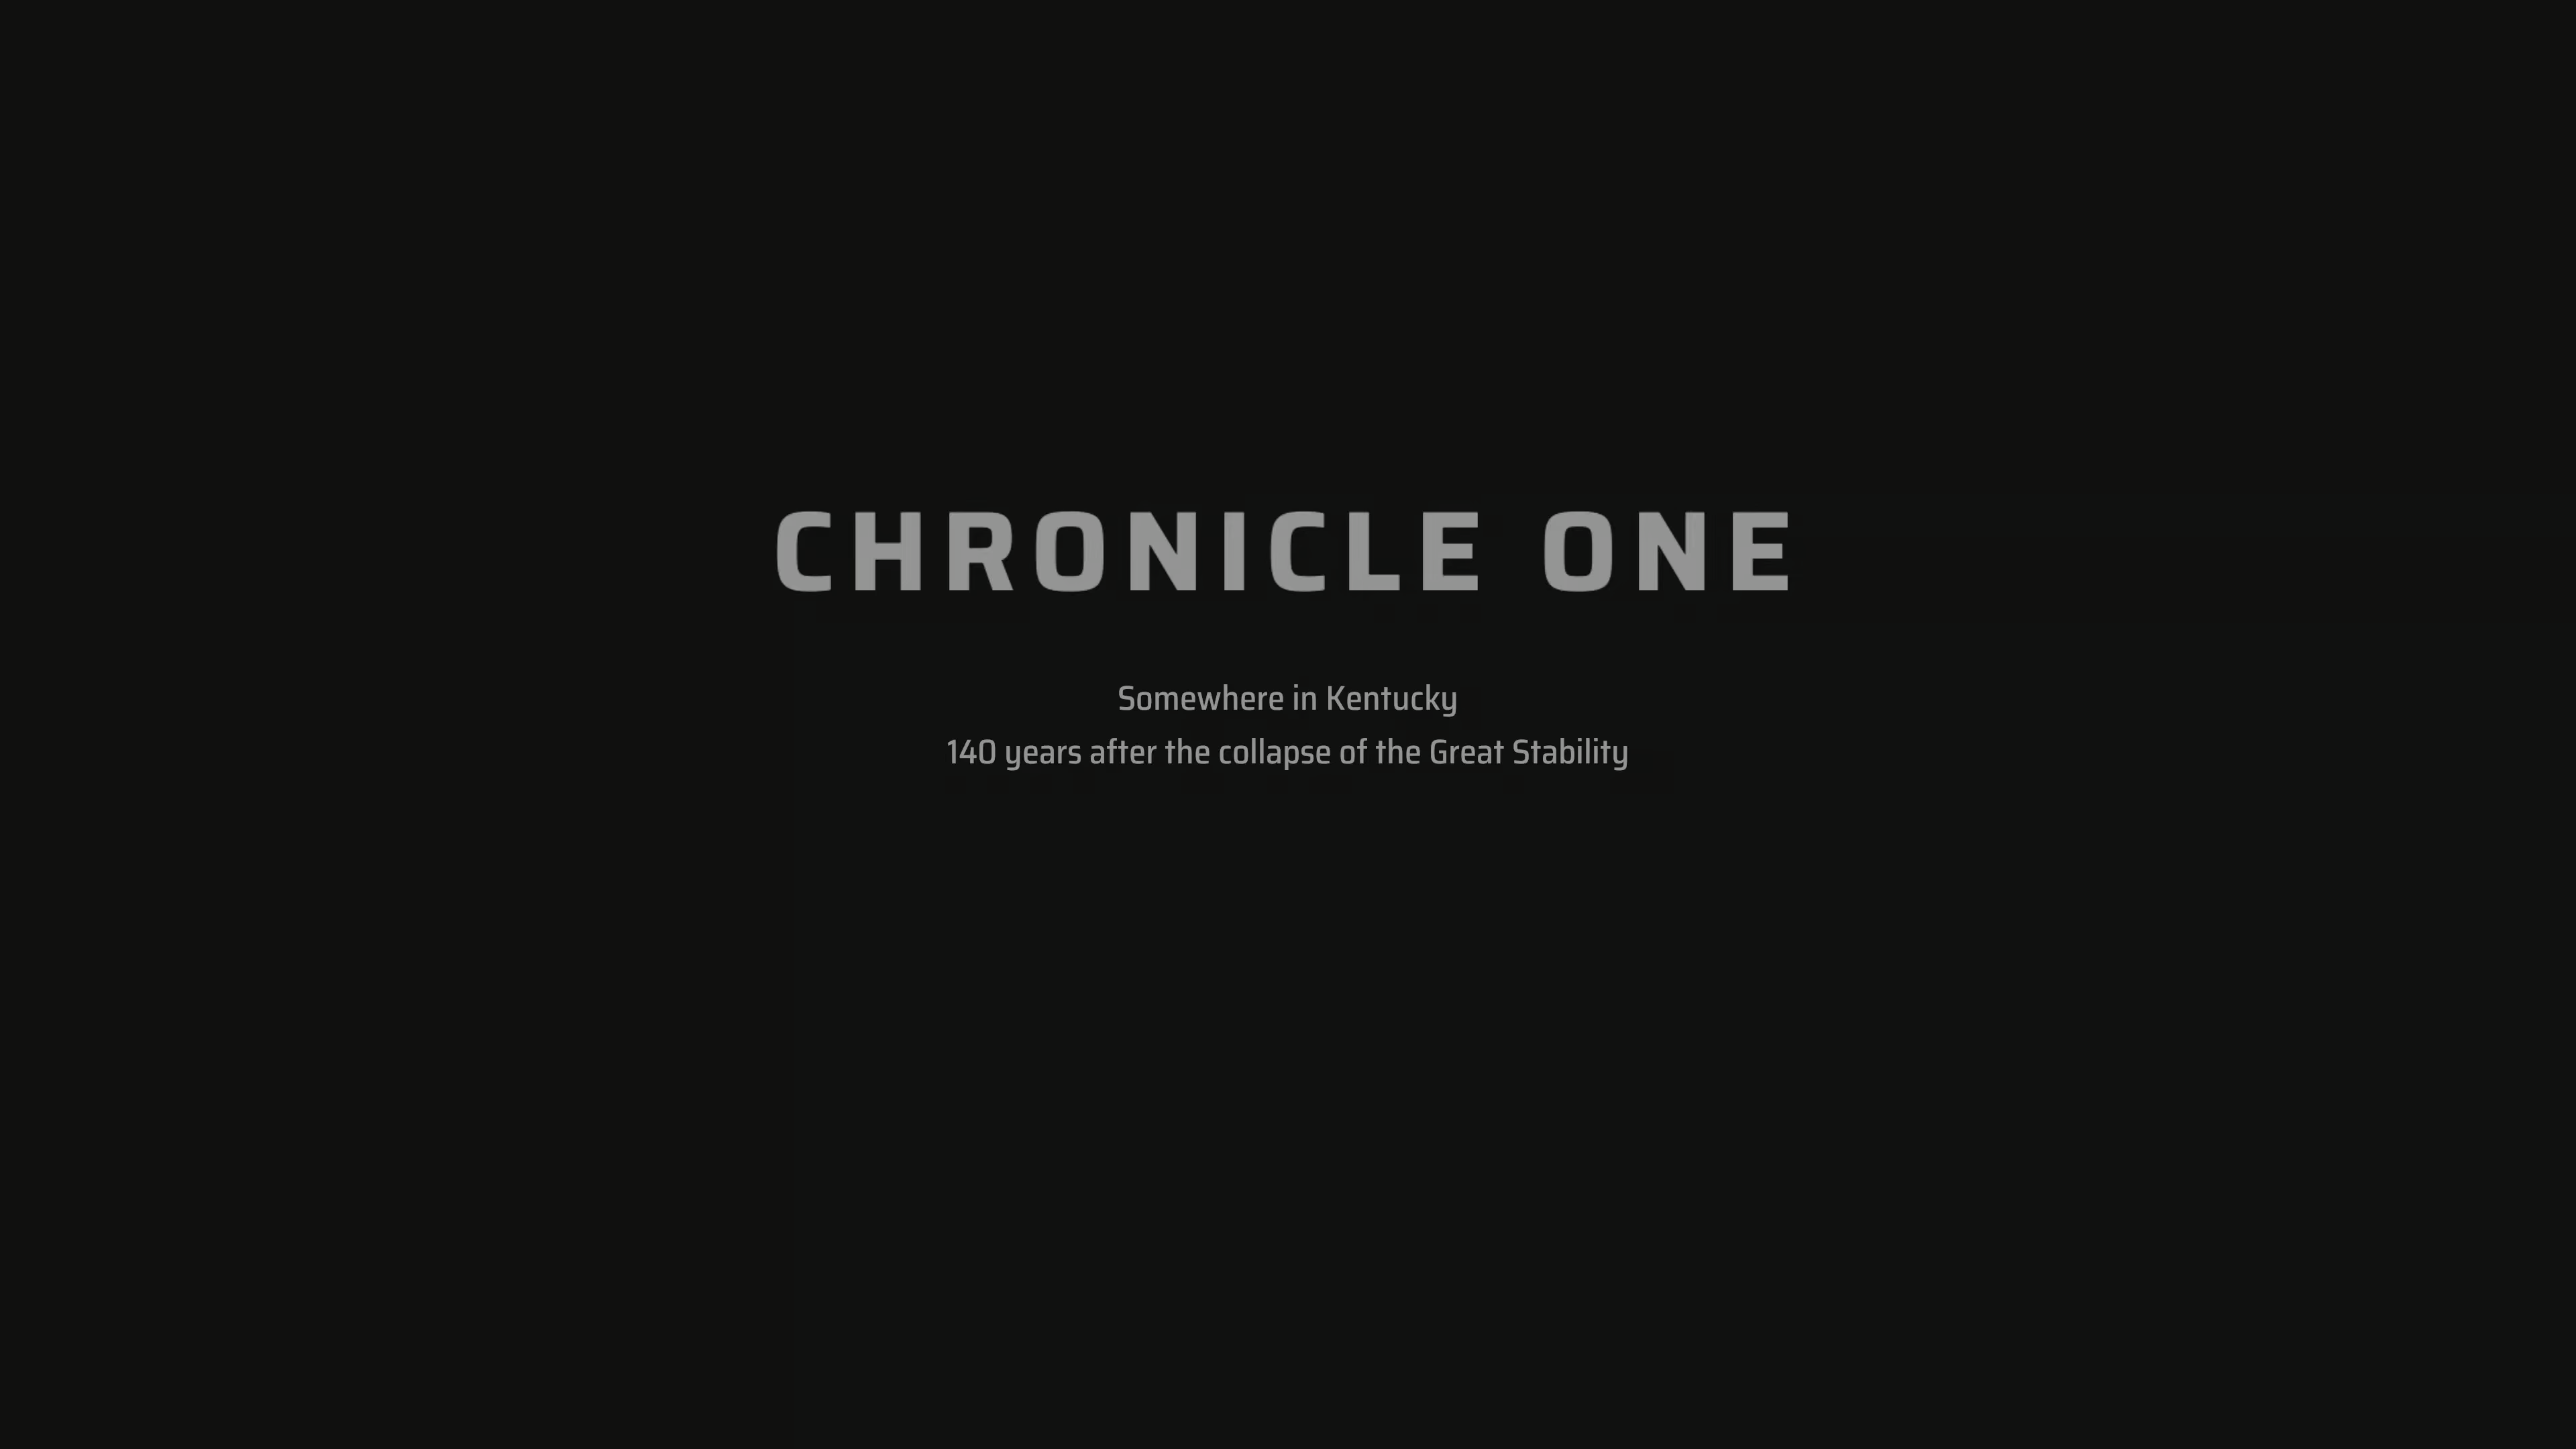 CHRONICLE ONE
Somewhere in Kentucky
140 years after the collapse of the Great Stability